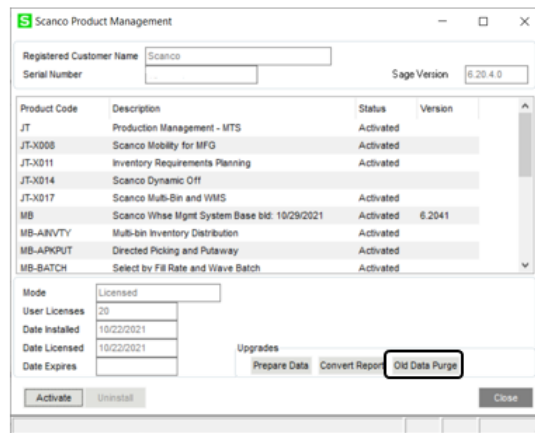 S Scanco Product Management
Registered Customer Name Scanco
Serial Number Sage Version 6.20.4.0
Product Code Description Status Version
JT Production Management - MTS Activated
JT-X008 Scanco Mobility for MFG Activated
JT-X011 Inventory Requirements Planning Activated
JT-X014 Scanco Dynamic Off
JT-X017 Scanco Multi-Bin and WMS Activated
MB Scanco Whse Mgmt System Base bld: 10/29/2021 Activated 6.2041
MB-AINVTY Multi-bin Inventory Distribution Activated
MB-APKPUT Directed Picking and Putaway Activated
MB-BATCH Select by Fill Rate and Wave Batch Activated
Mode Licensed
User Licenses 20
Date Installed 10/22/2021
Date Licensed 10/22/2021 Upgrades
Date Expires Prepare Data Convert Report Old Data Purge
Activate Uninstall Close